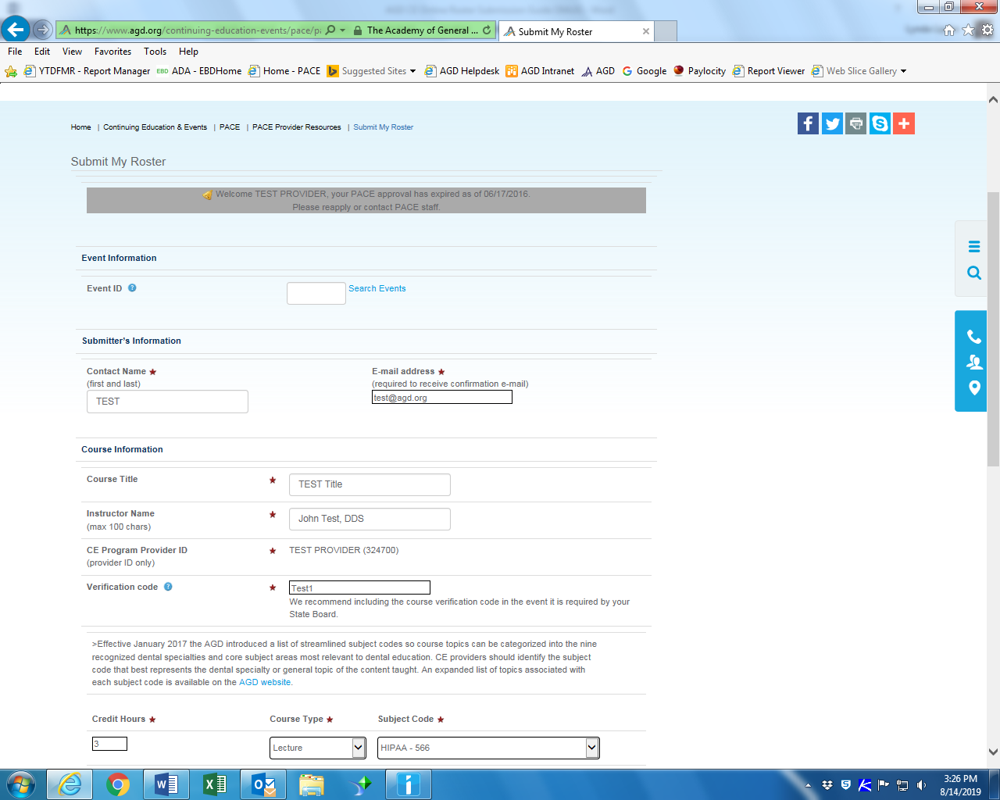 https://www.agd.org/continuing-education-events/pace/p
The Academy of General ...
Submit My Roster
File Edit View Favorites Tools Help
YTDFMR - Report Manager EBD ADA - EBDHome Home - PACE Suggested Sites AGD Helpdesk AGD Intranet AGD Google Paylocity Report Viewer Web Slice Gallery
Home | Continuing Education & Events | PACE | PACE Provider Resources | Submit My Roster
Submit My Roster
Welcome TEST PROVIDER, your PACE approval has expired as of 06/17/2016.
Please reapply or contact PACE staff.
Event Information
Event ID Search Events
Submitter's Information
Contact Name E-mail address
(first and last) (required to receive confirmation e-mail)
TEST test@agd.org
Course Information
Course Title TEST Title
Instructor Name John Test, DDS
(max 100 chars)
CE Program Provider ID TEST PROVIDER (324700)
(provider ID only)
Verification code Test1
We recommend including the course verification code in the event it is required by your
State Board.
>Effective January 2017 the AGD introduced a list of streamlined subject codes so course topics can be categorized into the nine
recognized dental specialties and core subject areas most relevant to dental education. CE providers should identify the subject
code that best represents the dental specialty or general topic of the content taught. An expanded list of topics associated with
each subject code is available on the AGD website.
Credit Hours Course Type Subject Code
3 Lecture HIPAA - 566
3:26 PM
8/14/2019